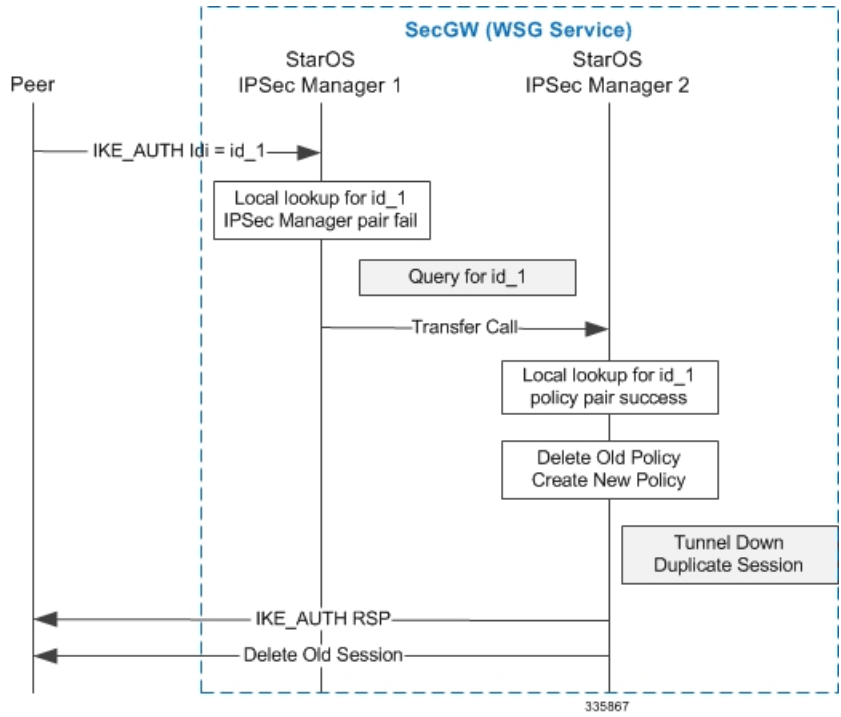 SecGW (WSG Service)
Peer
StarOS
IPSec Manager 1
StarOS
IPSec Manager 2
IKE_AUTH Idi = id_1
Local lookup for id_1
IPSec Manager pair fail
Query for id_1
Transfer Call
Local lookup for id_1
policy pair success
Delete Old Policy
Create New Policy
Tunnel Down
Duplicate Session
IKE_AUTH RSP
Delete Old Session
335867